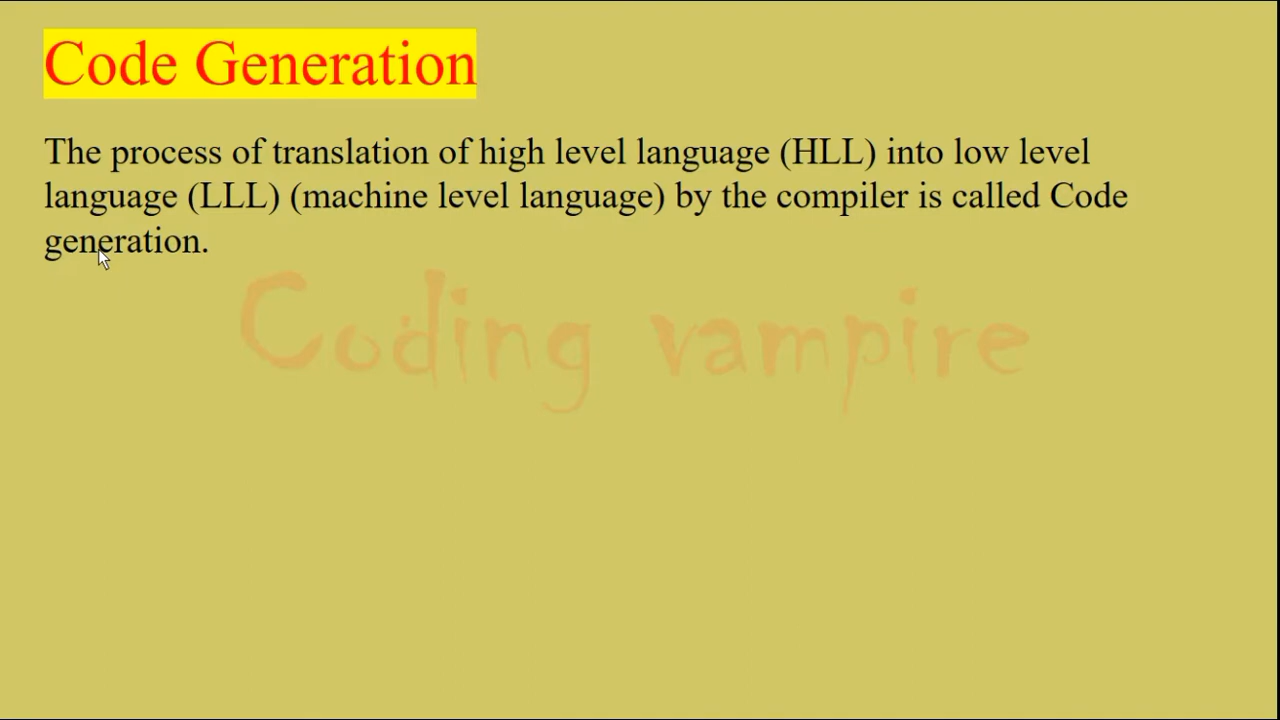 Code Generation
The process of translation of high level language (HLL) into low level
language (LLL) (machine level language) by the compiler is called Code
generation.
Coding vampire